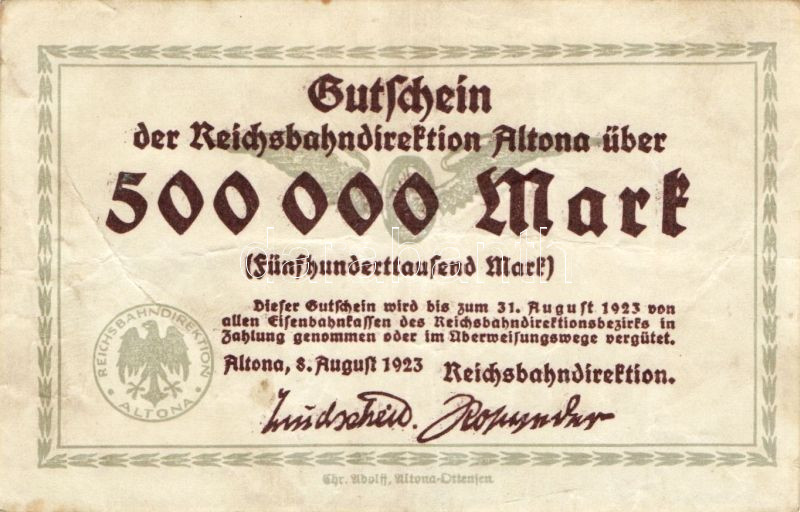 Gutschein
der Reichsbahndirektion Altona über
500 000 Mark
(Fünfhunderttausend Mark)
Dieser Gutschein wird bis zum 31. August 1923 von
allen Eisenbahnkassen des Reichsbahndirektionsbezirks in
Zahlung genommen oder im Überweisungswege vergütet.
Altona, 8. August 1923 Reichsbahndirektion.
REICHSBAHNDIREKTION
• ALTONA •
Chr. Adolff, Altona-Ottensen